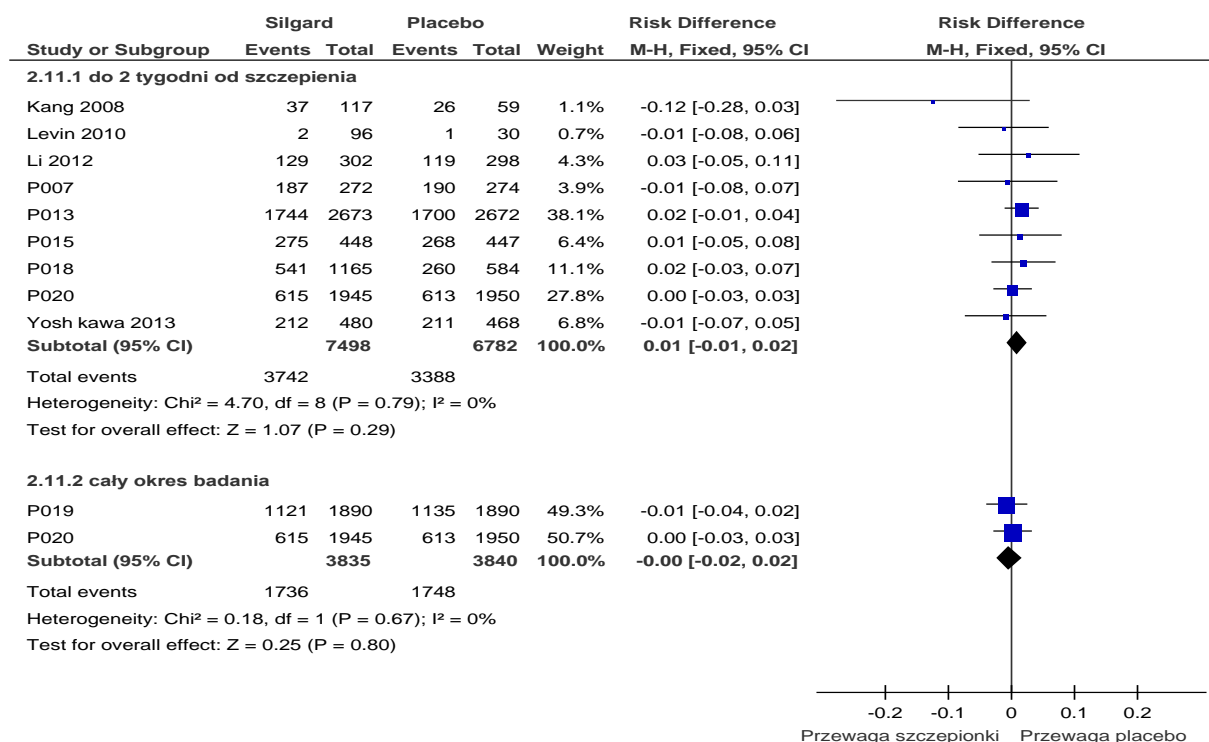 Silgard Placebo Risk Difference Risk Difference
Study or Subgroup Events Total Events Total Weight M-H, Fixed, 95% CI M-H, Fixed, 95% CI
2.11.1 do 2 tygodni od szczepienia
Kang 2008 37 117 26 59 1.1% -0.12 [-0.28, 0.03]
Levin 2010 2 96 1 30 0.7% -0.01 [-0.08, 0.06]
Li 2012 129 302 119 298 4.3% 0.03 [-0.05, 0.11]
P007 187 272 190 274 3.9% -0.01 [-0.08, 0.07]
P013 1744 2673 1700 2672 38.1% 0.02 [-0.01, 0.04]
P015 275 448 268 447 6.4% 0.01 [-0.05, 0.08]
P018 541 1165 260 584 11.1% 0.02 [-0.03, 0.07]
P020 615 1945 613 1950 27.8% 0.00 [-0.03, 0.03]
Yosh kawa 2013 212 480 211 468 6.8% -0.01 [-0.07, 0.05]
Subtotal (95% CI) 7498 6782 100.0% 0.01 [-0.01, 0.02]
Total events 3742 3388
Heterogeneity: Chi² = 4.70, df = 8 (P = 0.79); I² = 0%
Test for overall effect: Z = 1.07 (P = 0.29)
2.11.2 cały okres badania
P019 1121 1890 1135 1890 49.3% -0.01 [-0.04, 0.02]
P020 615 1945 613 1950 50.7% 0.00 [-0.03, 0.03]
Subtotal (95% CI) 3835 3840 100.0% -0.00 [-0.02, 0.02]
Total events 1736 1748
Heterogeneity: Chi² = 0.18, df = 1 (P = 0.67); I² = 0%
Test for overall effect: Z = 0.25 (P = 0.80)
-0.2 -0.1 0 0.1 0.2
Przewaga szczepionki Przewaga placebo